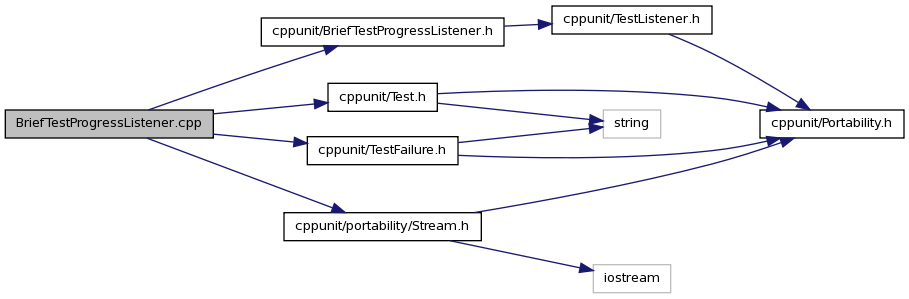 cppunit/TestListener.h
cppunit/BriefTestProgressListener.h
cppunit/Test.h
BriefTestProgressListener.cpp
string
cppunit/Portability.h
cppunit/TestFailure.h
cppunit/portability/Stream.h
iostream